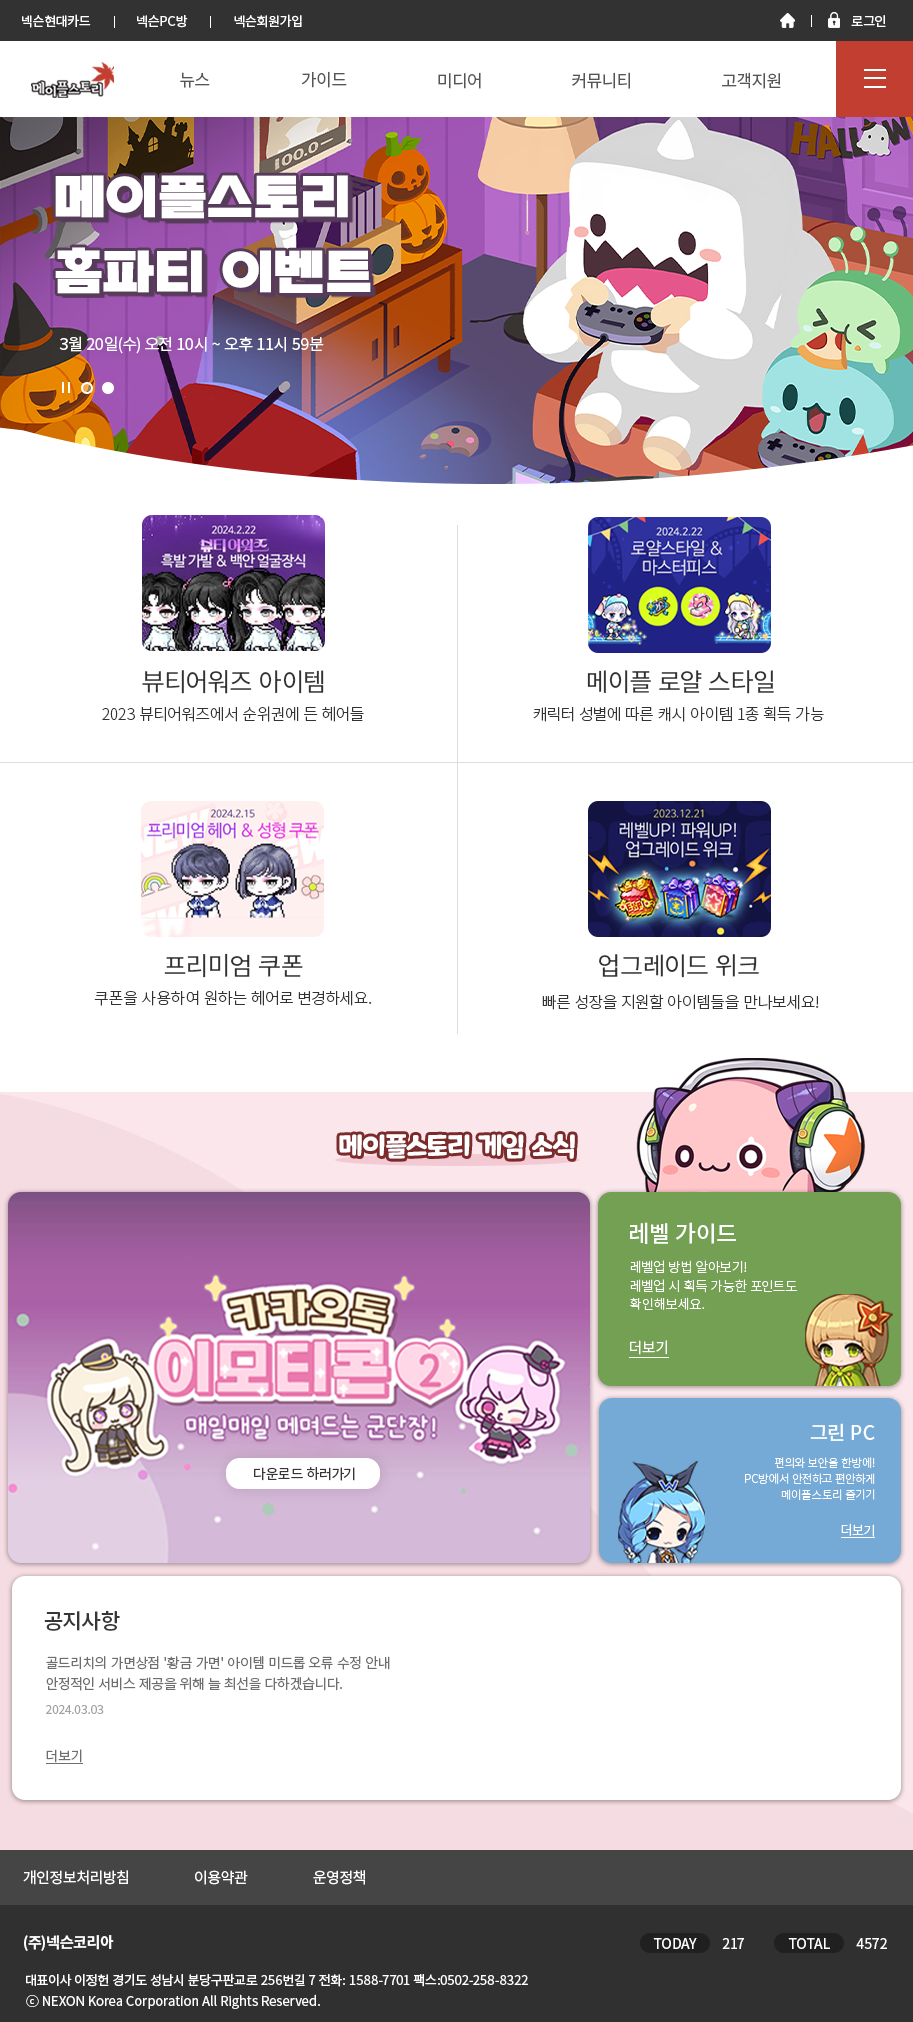 넥슨현대카드 | 넥슨PC방 | 넥슨회원가입 | 로그인
메이플스토리 뉴스 가이드 미디어 커뮤니티 고객지원
HALLOW
100.0
메이플스토리
홈파티 이벤트
3월 20일(수) 오전 10시 ~ 오후 11시 59분
2024.2.22
뷰티어워즈
흑발 가발 & 백안 얼굴장식
뷰티어워즈 아이템
2023 뷰티어워즈에서 순위권에 든 헤어들
2024.2.22
로얄스타일 &
마스터피스
메이플 로얄 스타일
캐릭터 성별에 따른 캐시 아이템 1종 획득 가능
2024.2.15
프리미엄 헤어 & 성형 쿠폰
NEW
프리미엄 쿠폰
쿠폰을 사용하여 원하는 헤어로 변경하세요.
2023.12.21
레벨UP! 파워UP!
업그레이드 위크
업그레이드 위크
빠른 성장을 지원할 아이템들을 만나보세요!
메이플스토리 게임 소식
카카오톡
이모티콘 2
매일매일 메며드는 군단장!
다운로드 하러가기
레벨 가이드
레벨업 방법 알아보기!
레벨업 시 획득 가능한 포인트도
확인해보세요.
더보기
그린 PC
편의와 보안을 한방에!
PC방에서 안전하고 편안하게
메이플스토리 즐기기
더보기
공지사항
골드리치의 가면상점 '황금 가면' 아이템 미드롭 오류 수정 안내
안정적인 서비스 제공을 위해 늘 최선을 다하겠습니다.
2024.03.03
더보기
개인정보처리방침 이용약관 운영정책
(주)넥슨코리아
TODAY 217 TOTAL 4572
대표이사 이정헌 경기도 성남시 분당구판교로 256번길 7 전화: 1588-7701 팩스:0502-258-8322
ⓒ NEXON Korea Corporation All Rights Reserved.